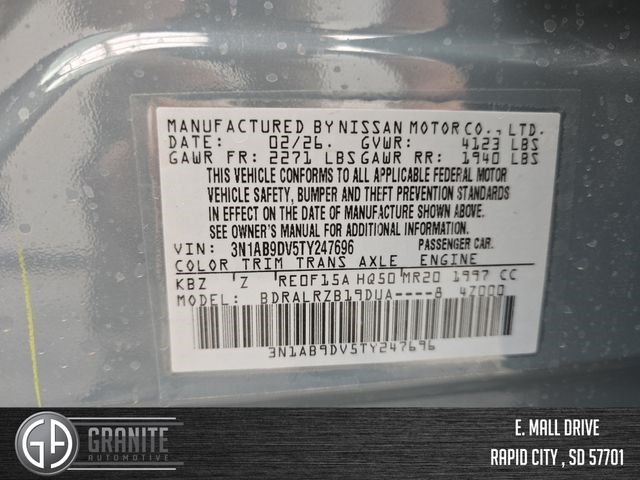 MANUFACTURED BY NISSAN MOTOR CO., LTD.
DATE: 02/26. GVWR: 4123 LBS
GAWR FR: 2271 LBS GAWR RR: 1940 LBS
THIS VEHICLE CONFORMS TO ALL APPLICABLE FEDERAL MOTOR
VEHICLE SAFETY, BUMPER AND THEFT PREVENTION STANDARDS
IN EFFECT ON THE DATE OF MANUFACTURE SHOWN ABOVE.
SEE OWNER'S MANUAL FOR ADDITIONAL INFORMATION.
VIN: 3N1AB9DV5TY247696 PASSENGER CAR.
COLOR TRIM TRANS AXLE ENGINE
KBZ Z RE0F15A HQ50 MR20 1997 CC
MODEL: BDRALRZB19DUA----8 4Z000
3N1AB9DV5TY247696
GA GRANITE
AUTOMOTIVE
E. MALL DRIVE
RAPID CITY , SD 57701